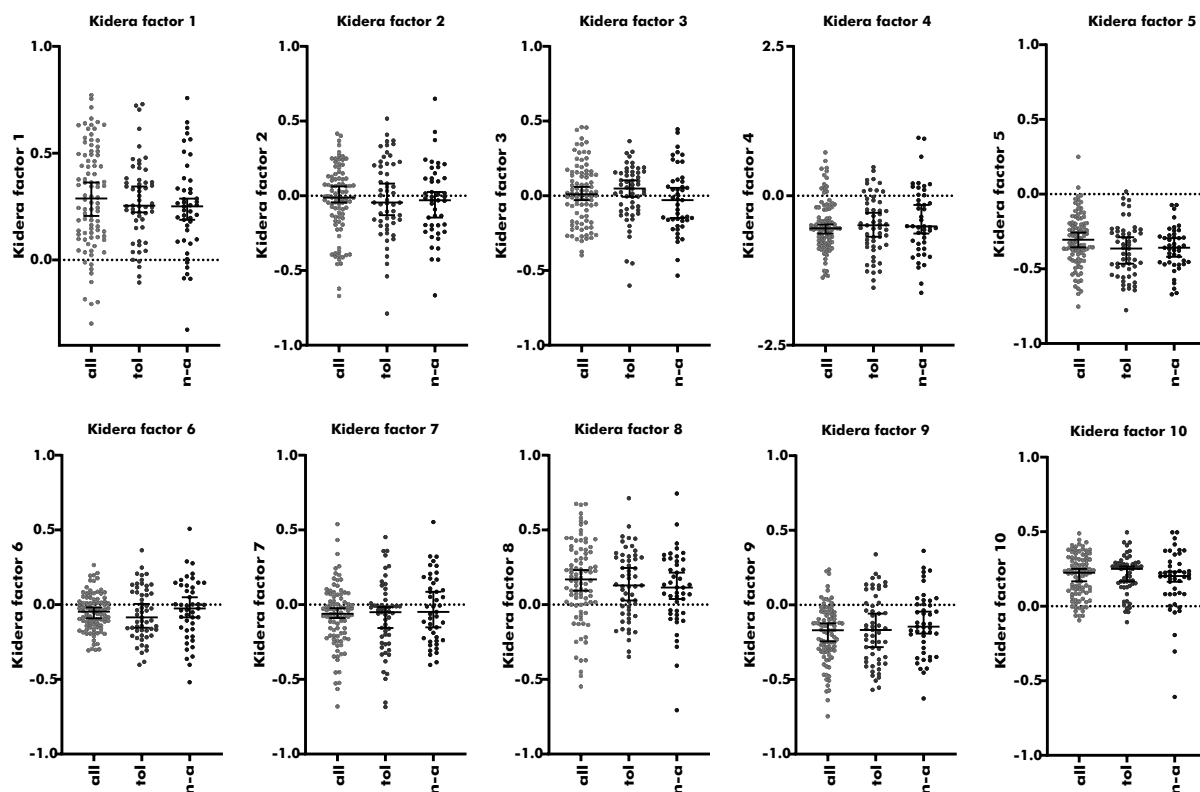 Kidera factor 1
Kidera factor 2
Kidera factor 3
Kidera factor 4
Kidera factor 5
1.0
0.5
0.0
Kidera factor 1
all
tol
n-a
1.0
0.5
0.0
-0.5
-1.0
Kidera factor 2
all
tol
n-a
1.0
0.5
0.0
-0.5
-1.0
Kidera factor 3
all
tol
n-a
2.5
0.0
-2.5
Kidera factor 4
all
tol
n-a
1.0
0.5
0.0
-0.5
-1.0
Kidera factor 5
all
tol
n-a
Kidera factor 6
Kidera factor 7
Kidera factor 8
Kidera factor 9
Kidera factor 10
1.0
0.5
0.0
-0.5
-1.0
Kidera factor 6
all
tol
n-a
1.0
0.5
0.0
-0.5
-1.0
Kidera factor 7
all
tol
n-a
1.0
0.5
0.0
-0.5
-1.0
Kidera factor 8
all
tol
n-a
1.0
0.5
0.0
-0.5
-1.0
Kidera factor 9
all
tol
n-a
1.0
0.5
0.0
-0.5
-1.0
Kidera factor 10
all
tol
n-a